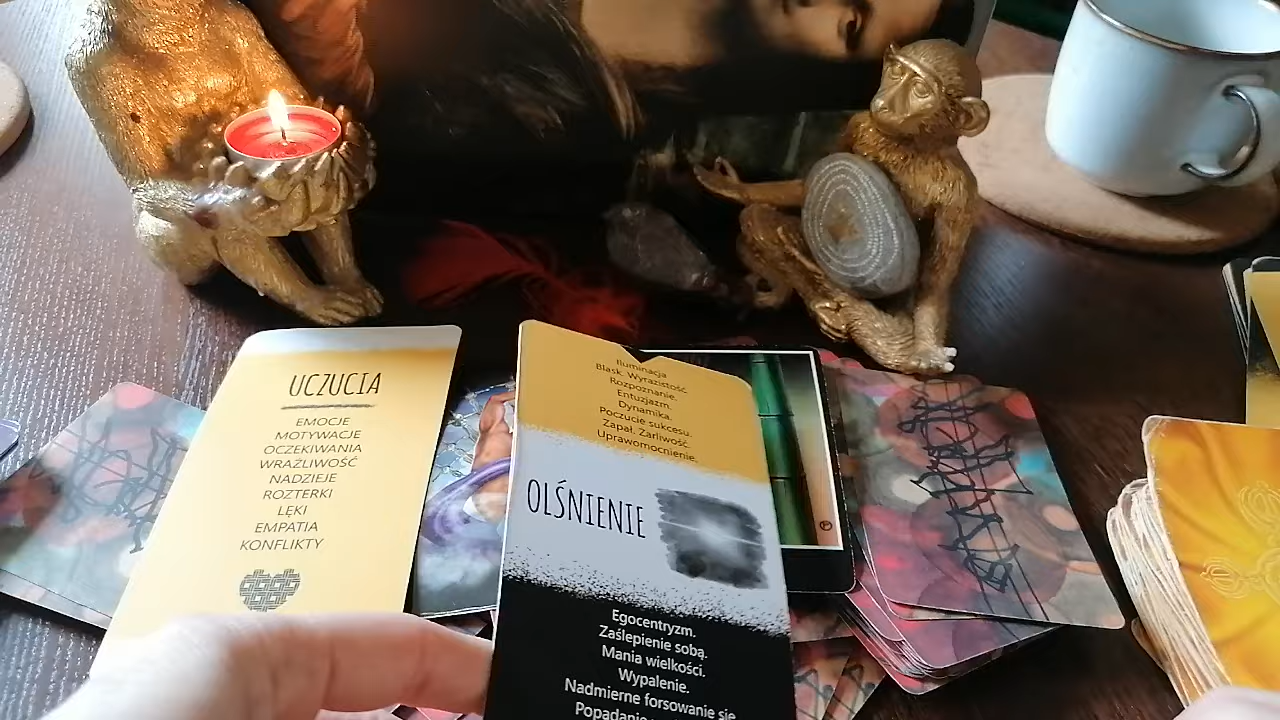 UCZUCIA
EMOCJE
MOTYWACJE
OCZEKIWANIA
WRAŻLIWOŚĆ
NADZIEJE
ROZTERKI
LĘKI
EMPATIA
KONFLIKTY
Iluminacja
Blask. Wyrazistość.
Rozpoznanie.
Entuzjazm.
Dynamika.
Poczucie sukcesu.
Zapał. Żarliwość.
Uprawomocnienie.
OLŚNIENIE
Egocentryzm.
Zaślepienie sobą.
Mania wielkości.
Wypalenie.
Nadmierne forsowanie się
Popadanie